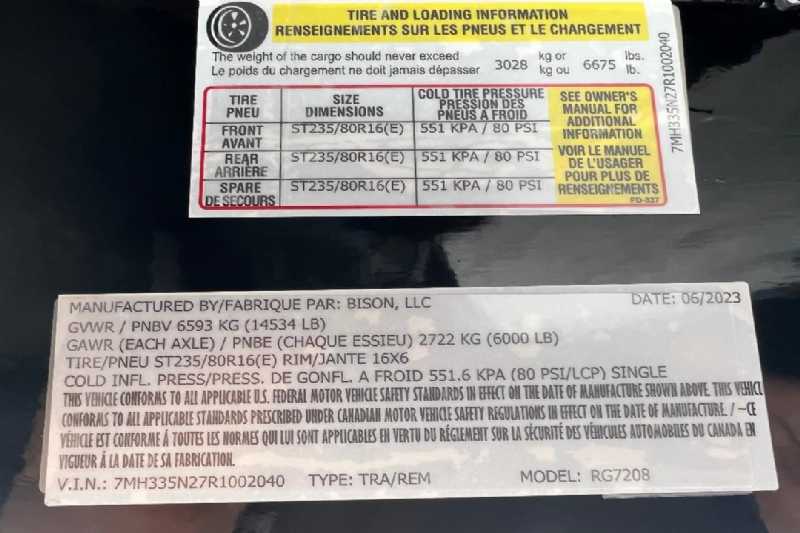 TIRE AND LOADING INFORMATION
RENSEIGNEMENTS SUR LES PNEUS ET LE CHARGEMENT
The weight of the cargo should never exceed 3028 kg or 6675 lbs.
Le poids du chargement ne doit jamais dépasser kg ou lb.
TIRE PNEU
SIZE DIMENSIONS
COLD TIRE PRESSURE
PRESSION DES PNEUS A FROID
FRONT AVANT ST235/80R16(E) 551 KPA / 80 PSI
REAR ARRIÈRE ST235/80R16(E) 551 KPA / 80 PSI
SPARE DE SECOURS ST235/80R16(E) 551 KPA / 80 PSI
SEE OWNER'S
MANUAL FOR
ADDITIONAL
INFORMATION
VOIR LE MANUEL
DE L'USAGER
POUR PLUS DE
RENSEIGNEMENTS
PD-327
7MH335N27R1002040
MANUFACTURED BY/FABRIQUE PAR: BISON, LLC DATE: 06/2023
GVWR / PNBV 6593 KG (14534 LB)
GAWR (EACH AXLE) / PNBE (CHAQUE ESSIEU) 2722 KG (6000 LB)
TIRE/PNEU ST235/80R16(E) RIM/JANTE 16X6
COLD INFL. PRESS/PRESS. DE GONFL. A FROID 551.6 KPA (80 PSI/LCP) SINGLE
THIS VEHICLE CONFORMS TO ALL APPLICABLE U.S. FEDERAL MOTOR VEHICLE SAFETY STANDARDS IN EFFECT ON THE DATE OF MANUFACTURE SHOWN ABOVE. THIS VEHICL
CONFORMS TO ALL APPLICABLE STANDARDS PRESCRIBED UNDER CANADIAN MOTOR VEHICLE SAFETY REGULATIONS IN EFFECT ON THE DATE OF MANUFACTURE. / –CE
VÉHICLE EST CONFORME À TOUTES LES NORMES QUI LUI SONT APPLICABLES EN VERTU DU RÉGLEMENT SUR LA SÉCURITÉ DES VÉHICULES AUTOMOBILES DU CANADA EN
VIGUEUR À LA DATE DE SA FABRICATION.
V.I.N.: 7MH335N27R1002040 TYPE: TRA/REM MODEL: RG7208